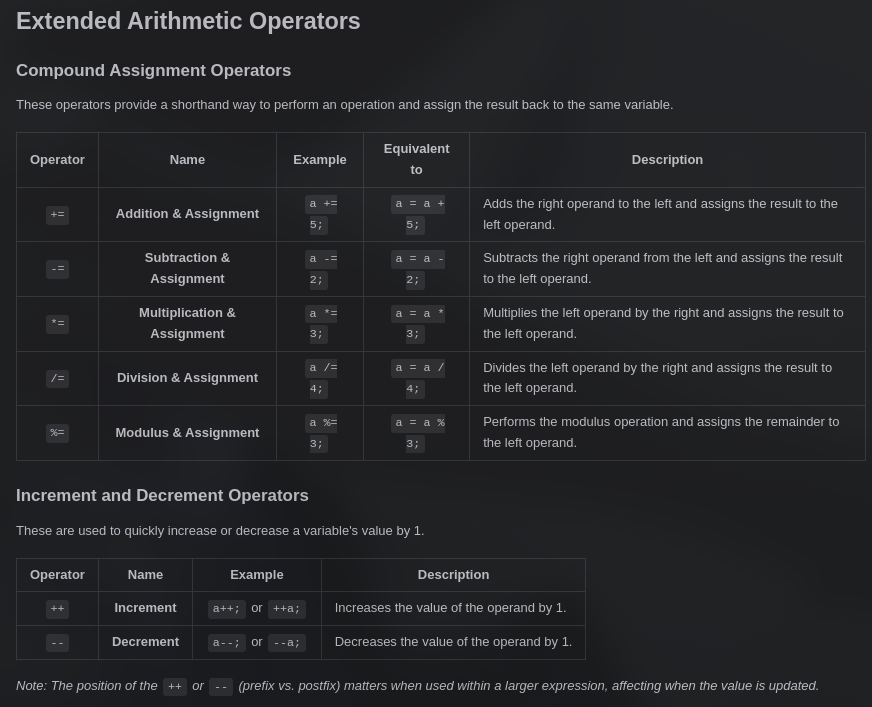 Extended Arithmetic Operators
Compound Assignment Operators
These operators provide a shorthand way to perform an operation and assign the result back to the same variable.
Operator Name Example Equivalent to Description
+= Addition & Assignment a += 5; a = a + 5; Adds the right operand to the left and assigns the result to the left operand.
-= Subtraction & Assignment a -= 2; a = a - 2; Subtracts the right operand from the left and assigns the result to the left operand.
*= Multiplication & Assignment a *= 3; a = a * 3; Multiplies the left operand by the right and assigns the result to the left operand.
/= Division & Assignment a /= 4; a = a / 4; Divides the left operand by the right and assigns the result to the left operand.
%= Modulus & Assignment a %= 3; a = a % 3; Performs the modulus operation and assigns the remainder to the left operand.
Increment and Decrement Operators
These are used to quickly increase or decrease a variable's value by 1.
Operator Name Example Description
++ Increment a++; or ++a; Increases the value of the operand by 1.
-- Decrement a--; or --a; Decreases the value of the operand by 1.
Note: The position of the ++ or -- (prefix vs. postfix) matters when used within a larger expression, affecting when the value is updated.